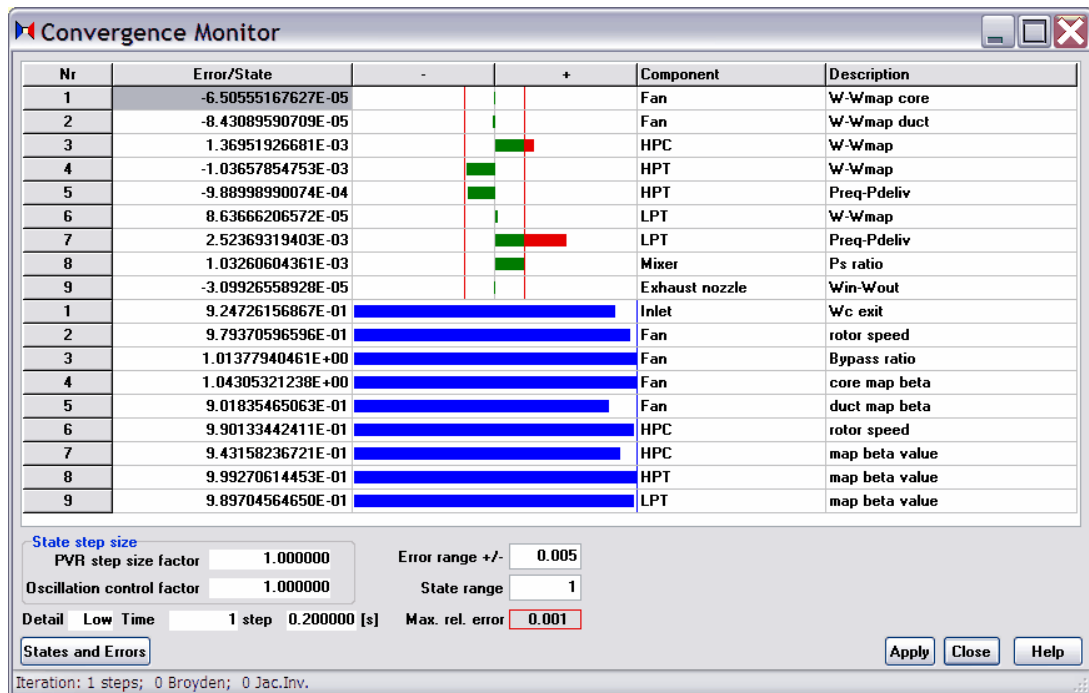 Convergence Monitor
Nr Error/State - + Component Description
1 -6.50555167627E-05 Fan W-Wmap core
2 -8.43089590709E-05 Fan W-Wmap duct
3 1.36951926681E-03 HPC W-Wmap
4 -1.03657854753E-03 HPT W-Wmap
5 -9.88998990074E-04 HPT Preq-Pdeliv
6 8.63666206572E-05 LPT W-Wmap
7 2.52369319403E-03 LPT Preq-Pdeliv
8 1.03260604361E-03 Mixer Ps ratio
9 -3.09926558928E-05 Exhaust nozzle Win-Wout
1 9.24726156867E-01 Inlet Wc exit
2 9.79370596596E-01 Fan rotor speed
3 1.01377940461E+00 Fan Bypass ratio
4 1.04305321238E+00 Fan core map beta
5 9.01835465063E-01 Fan duct map beta
6 9.90133442411E-01 HPC rotor speed
7 9.43158236721E-01 HPC map beta value
8 9.99270614453E-01 HPT map beta value
9 9.89704564650E-01 LPT map beta value
State step size
PVR step size factor 1.000000 Error range +/- 0.005
Oscillation control factor 1.000000 State range 1
Detail Low Time 1 step 0.200000 [s] Max. rel. error 0.001
States and Errors Apply Close Help
Iteration: 1 steps; 0 Broyden; 0 Jac.Inv.